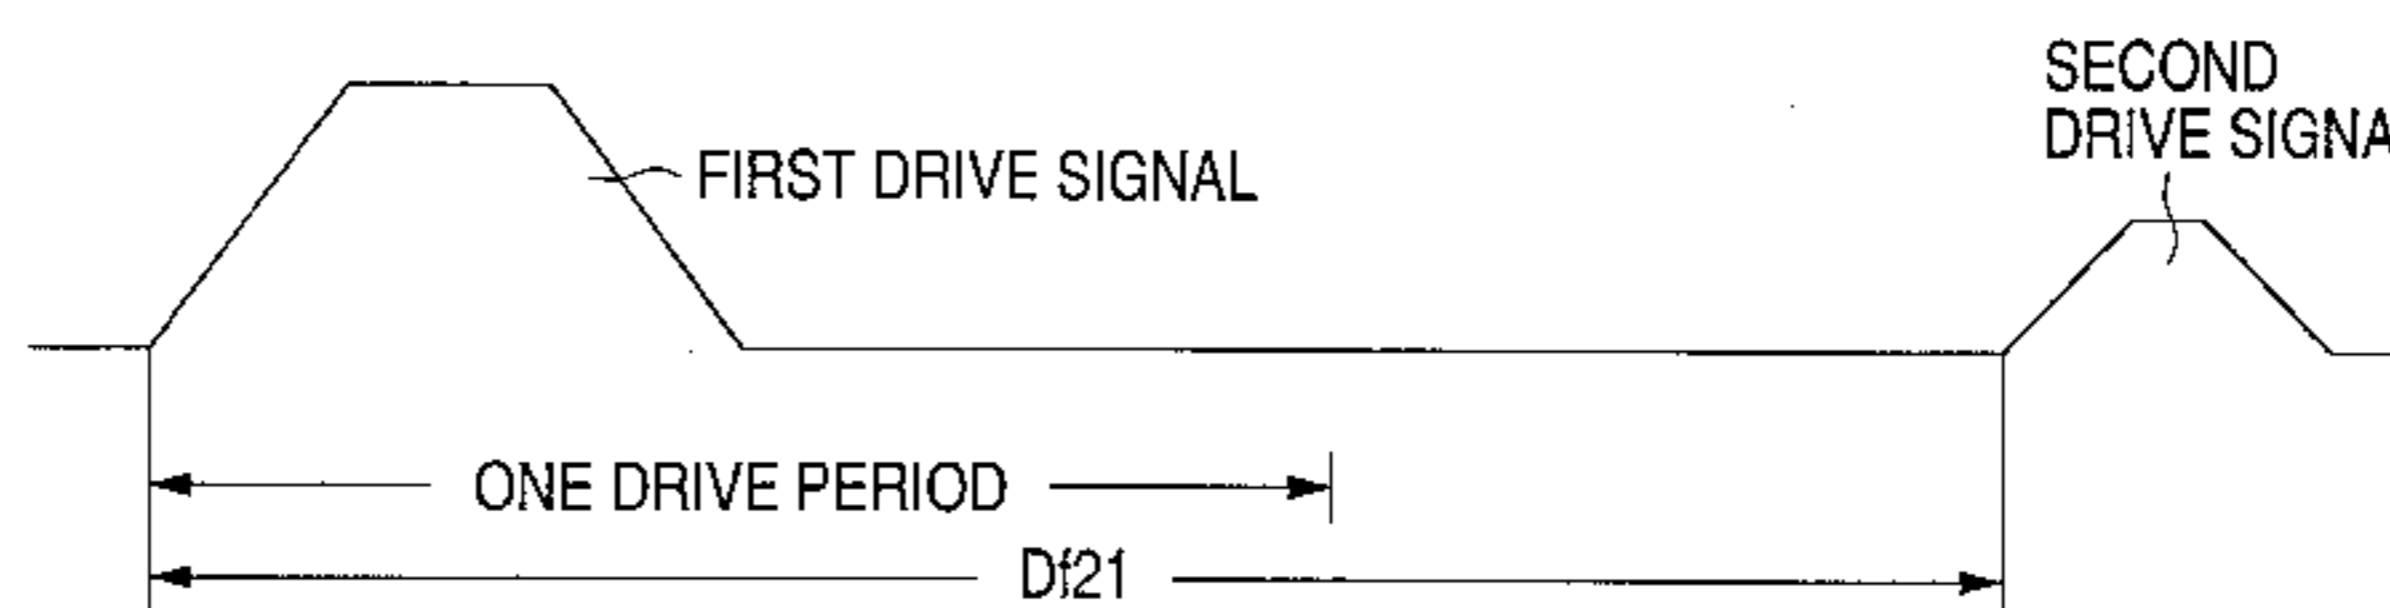 SECOND
DRIVE SIGNA
FIRST DRIVE SIGNAL
ONE DRIVE PERIOD
Df21